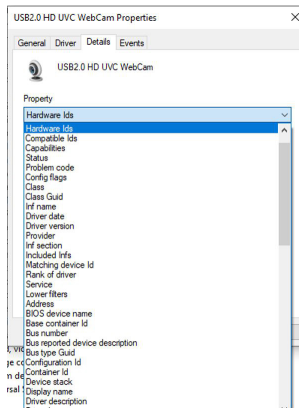 USB2.0 HD UVC WebCam Properties
General Driver Details Events
USB2.0 HD UVC WebCam
Property
Hardware Ids
Hardware Ids
Compatible Ids
Capabilities
Status
Problem code
Config flags
Class
Class Guid
Inf name
Driver date
Driver version
Provider
Inf section
Included Infs
Matching device Id
Rank of driver
Service
Lower filters
Address
BIOS device name
Base container Id
Bus number
Bus reported device description
Bus type Guid
Configuration Id
Container Id
Device stack
Display name
Driver description